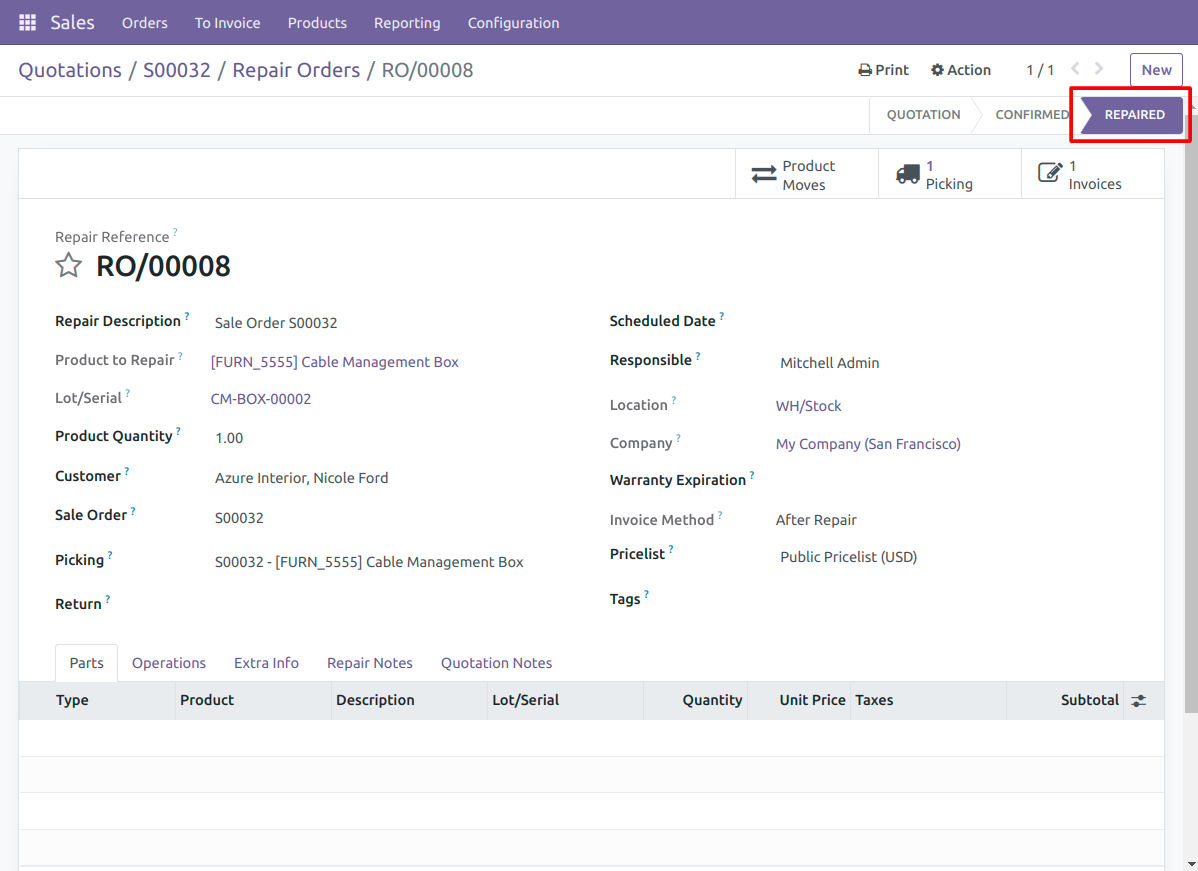 Sales Orders To Invoice Products Reporting Configuration
Quotations / S00032 / Repair Orders / RO/00008 Print Action 1 / 1 New
QUOTATION CONFIRMED REPAIRED
Product Moves
1 Picking
1 Invoices
Repair Reference ?
RO/00008
Repair Description ? Sale Order S00032
Product to Repair ? [FURN_5555] Cable Management Box
Lot/Serial ? CM-BOX-00002
Product Quantity ? 1.00
Customer ? Azure Interior, Nicole Ford
Sale Order ? S00032
Picking ? S00032 - [FURN_5555] Cable Management Box
Return ?
Scheduled Date ?
Responsible ? Mitchell Admin
Location ? WH/Stock
Company ? My Company (San Francisco)
Warranty Expiration ?
Invoice Method ? After Repair
Pricelist ? Public Pricelist (USD)
Tags ?
Parts Operations Extra Info Repair Notes Quotation Notes
Type Product Description Lot/Serial Quantity Unit Price Taxes Subtotal